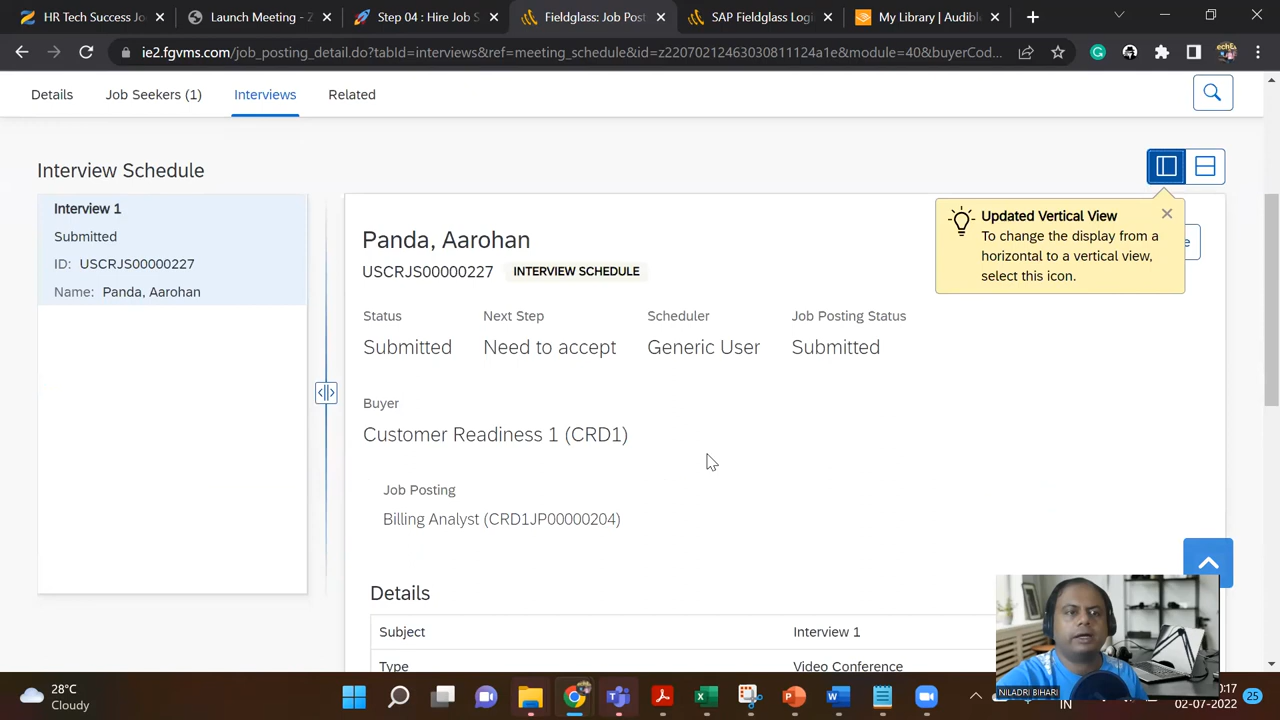 HR Tech Success Jo
Launch Meeting - Z
Step 04 : Hire Job S
Fieldglass: Job Post
SAP Fieldglass Logi
My Library | Audible
ie2.fgvms.com/job_posting_detail.do?tabId=interviews&ref=meeting_schedule&id=z22070212463030811124a1e&module=40&buyerCod...
Details
Job Seekers (1)
Interviews
Related
Interview Schedule
Interview 1
Submitted
ID: USCRJS00000227
Name: Panda, Aarohan
Updated Vertical View
To change the display from a
horizontal to a vertical view,
select this icon.
Panda, Aarohan
e
USCRJS00000227 INTERVIEW SCHEDULE
Status
Next Step
Scheduler
Job Posting Status
Submitted
Need to accept
Generic User
Submitted
Buyer
Customer Readiness 1 (CRD1)
Job Posting
Billing Analyst (CRD1JP00000204)
Details
Subject
Interview 1
Type
Video Conference
NILADRI BIHARI
28°C
Cloudy
IN
0:17
02-07-2022
25